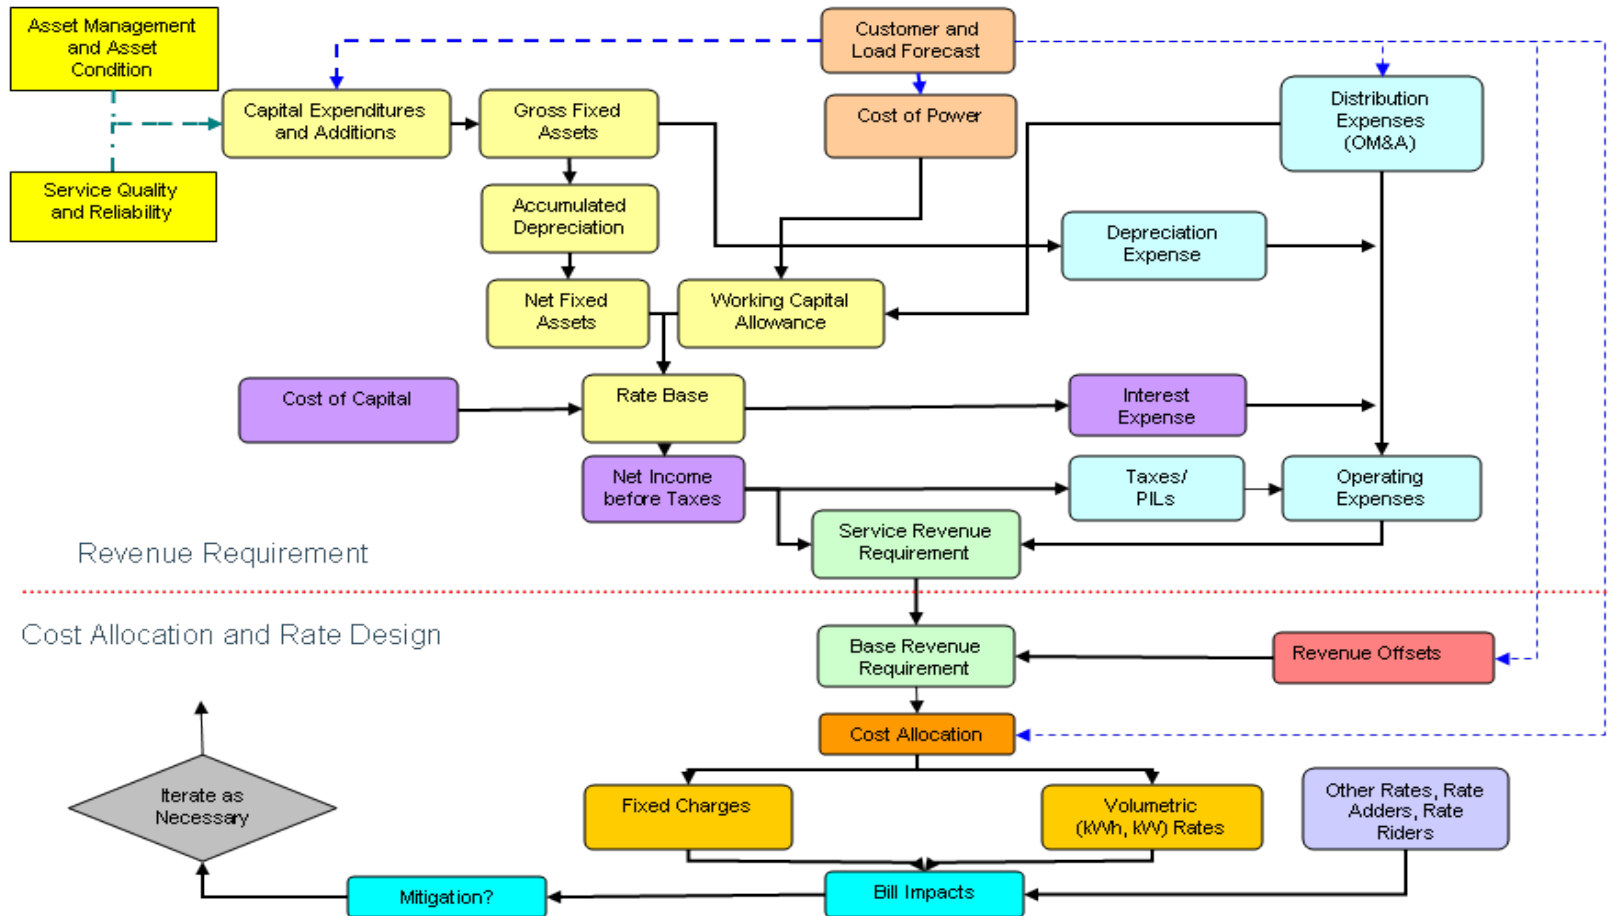 Asset Management
and Asset
Condition
Customer and
Load Forecast
Capital Expenditures
and Additions
Gross Fixed
Assets
Cost of Power
Distribution
Expenses
(OM&A)
Service Quality
and Reliability
Accumulated
Depreciation
Depreciation
Expense
Net Fixed
Assets
Working Capital
Allowance
Cost of Capital
Rate Base
Interest
Expense
Net Income
before Taxes
Taxes/
PILs
Operating
Expenses
Service Revenue
Requirement
Revenue Requirement
Cost Allocation and Rate Design
Base Revenue
Requirement
Revenue Offsets
Cost Allocation
Iterate as
Necessary
Fixed Charges
Volumetric
(kWh, kW) Rates
Other Rates, Rate
Adders, Rate
Riders
Mitigation?
Bill Impacts